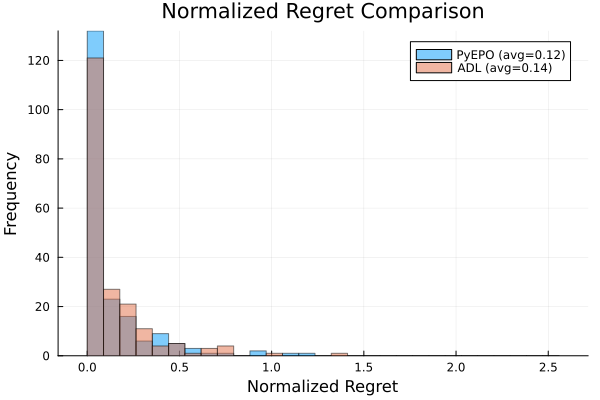 Normalized Regret Comparison
PyEPO (avg=0.12)
ADL (avg=0.14)
Frequency
120
100
80
60
40
20
0
0.0 0.5 1.0 1.5 2.0 2.5
Normalized Regret